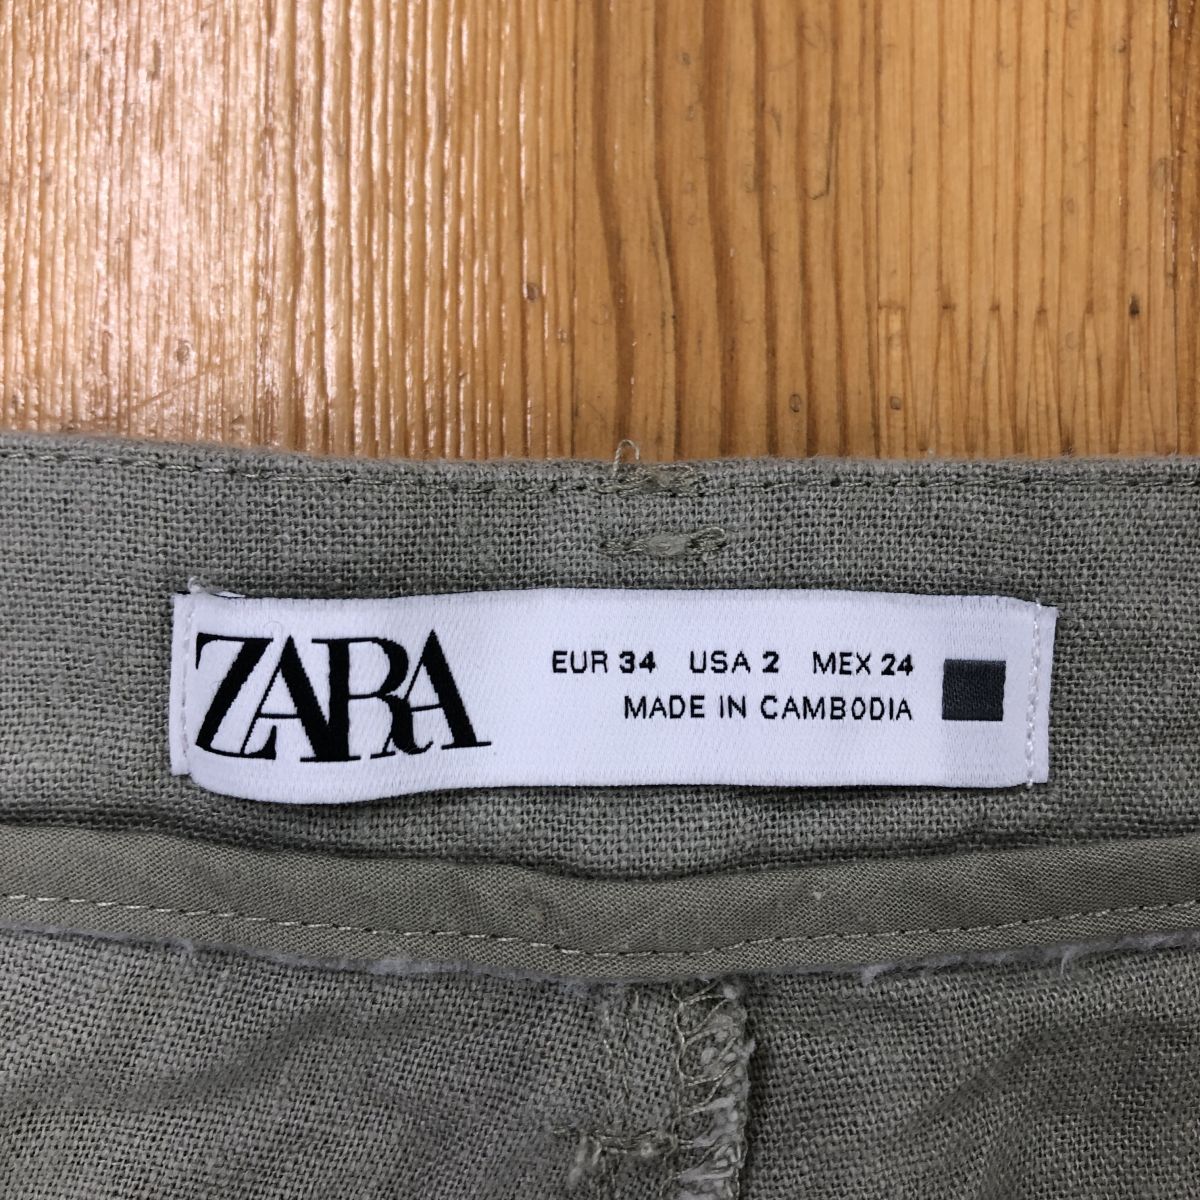 ZARA
EUR 34 USA 2 MEX 24
MADE IN CAMBODIA